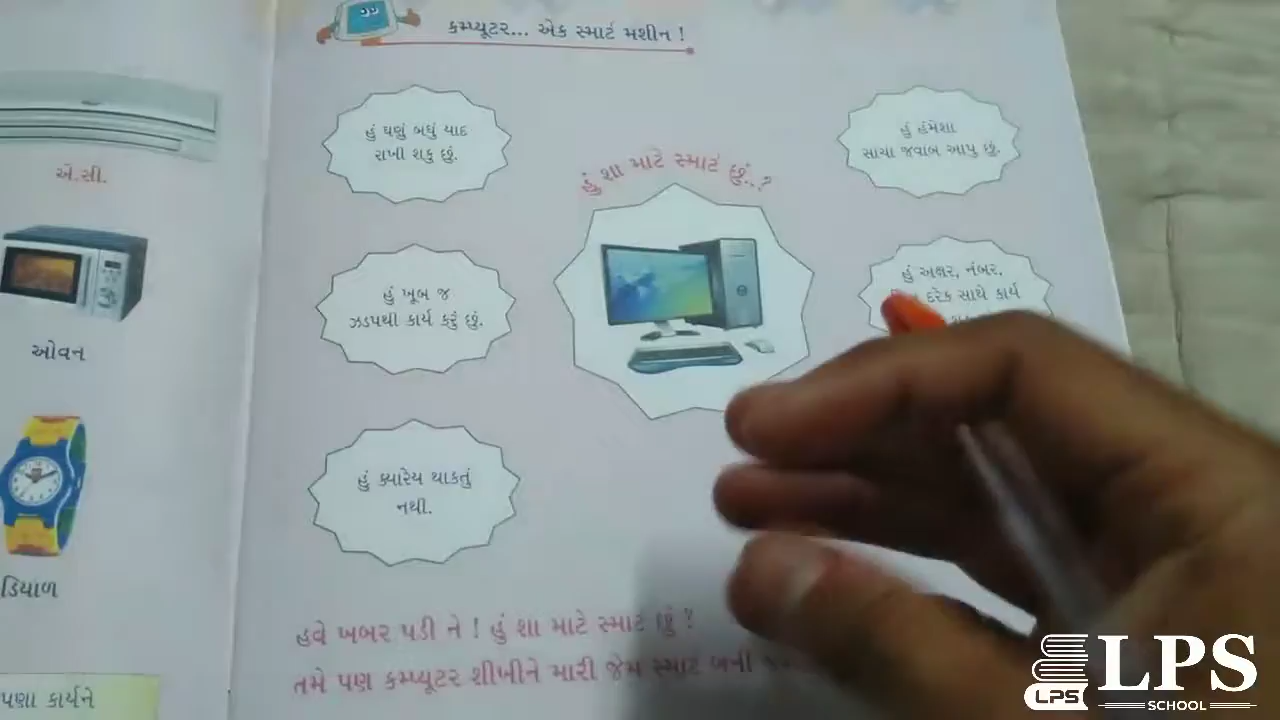 કમ્પ્યૂટર... એક સ્માર્ટ મશીન !
એ.સી.
ઓવન
ડિયાળ
પણા કાર્યને
હું ઘણું બધું યાદ
રાખી શકુ છું.
હું ખૂબ જ
ઝડપથી કાર્ય કરું છું.
હું ક્યારેય થાકતું
નથી.
હું શા માટે સ્માર્ટ છું..?
હું હંમેશા
સાચા જવાબ આપુ છું.
હું અક્ષર, નંબર,
દરેક સાથે કાર્ય
હવે ખબર પડી ને ! હું શા માટે સ્માર્ટ છું ?
તમે પણ કમ્પ્યૂટર શીખીને મારી જેમ સ્માર્ટ બની
LPS
LPS
SCHOOL